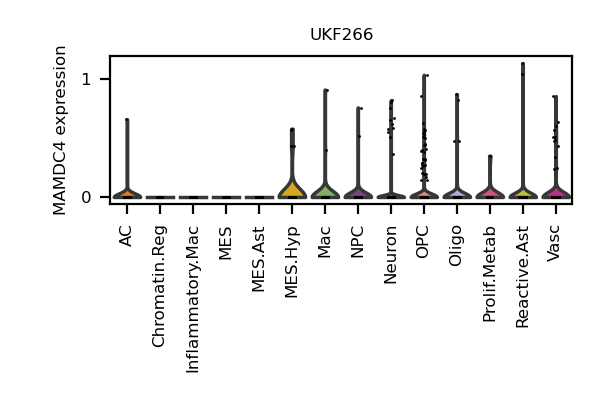 UKF266
MAMDC4 expression
1
0
AC
Chromatin.Reg
Inflammatory.Mac
MES
MES.Ast
MES.Hyp
Mac
NPC
Neuron
OPC
Oligo
Prolif.Metab
Reactive.Ast
Vasc